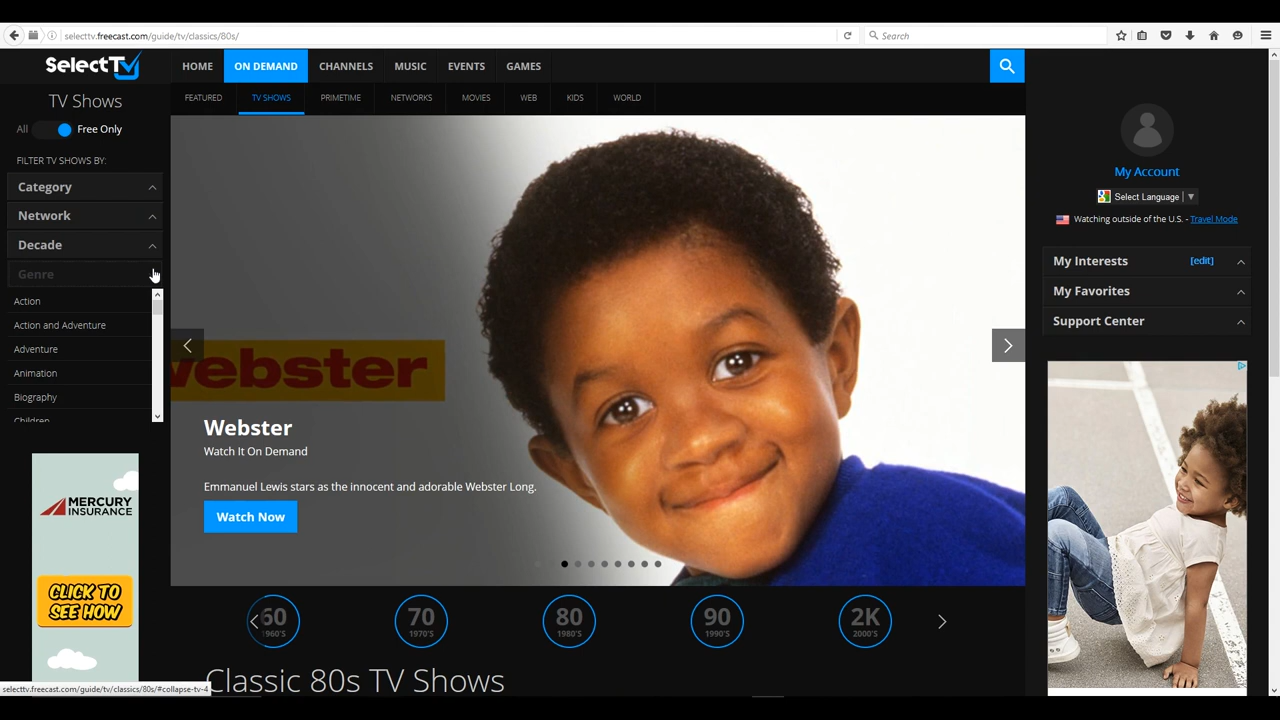 selecttv.freecast.com/guide/tv/classics/80s/
Search
SelectTV
HOME
ON DEMAND
CHANNELS
MUSIC
EVENTS
GAMES
TV Shows
FEATURED
TV SHOWS
PRIMETIME
NETWORKS
MOVIES
WEB
KIDS
WORLD
All
Free Only
FILTER TV SHOWS BY:
Category
Network
Decade
Genre
Action
Action and Adventure
Adventure
Animation
Biography
Children
MERCURY
INSURANCE
CLICK TO
SEE HOW
selecttv.freecast.com/guide/tv/classics/80s/#collapse-tv-4
webster
Webster
Watch It On Demand
Emmanuel Lewis stars as the innocent and adorable Webster Long.
Watch Now
60
1960'S
70
1970'S
80
1980'S
90
1990'S
2K
2000'S
Classic 80s TV Shows
My Account
Select Language
Watching outside of the U.S. - Travel Mode
My Interests [edit]
My Favorites
Support Center